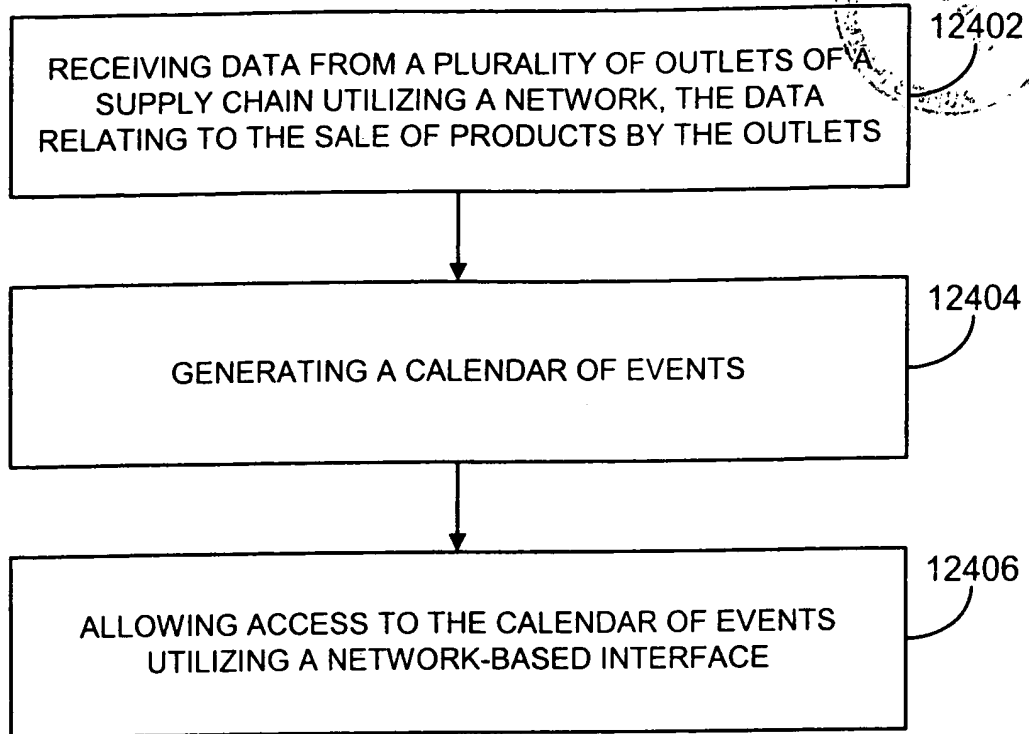 12402
RECEIVING DATA FROM A PLURALITY OF OUTLETS OF A
SUPPLY CHAIN UTILIZING A NETWORK, THE DATA
RELATING TO THE SALE OF PRODUCTS BY THE OUTLETS
12404
GENERATING A CALENDAR OF EVENTS
12406
ALLOWING ACCESS TO THE CALENDAR OF EVENTS
UTILIZING A NETWORK-BASED INTERFACE